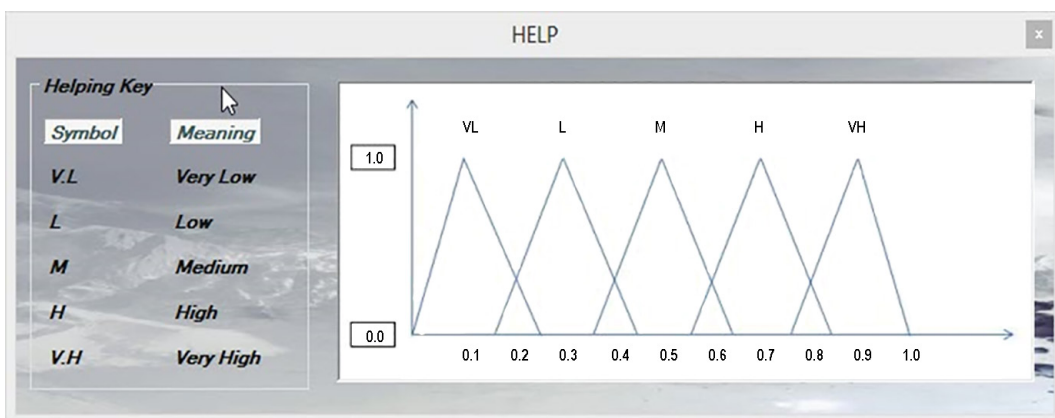 HELP
x
Helping Key
Symbol Meaning
V.L Very Low
L Low
M Medium
H High
V.H Very High
VL L M H VH
1.0
0.0
0.1 0.2 0.3 0.4 0.5 0.6 0.7 0.8 0.9 1.0